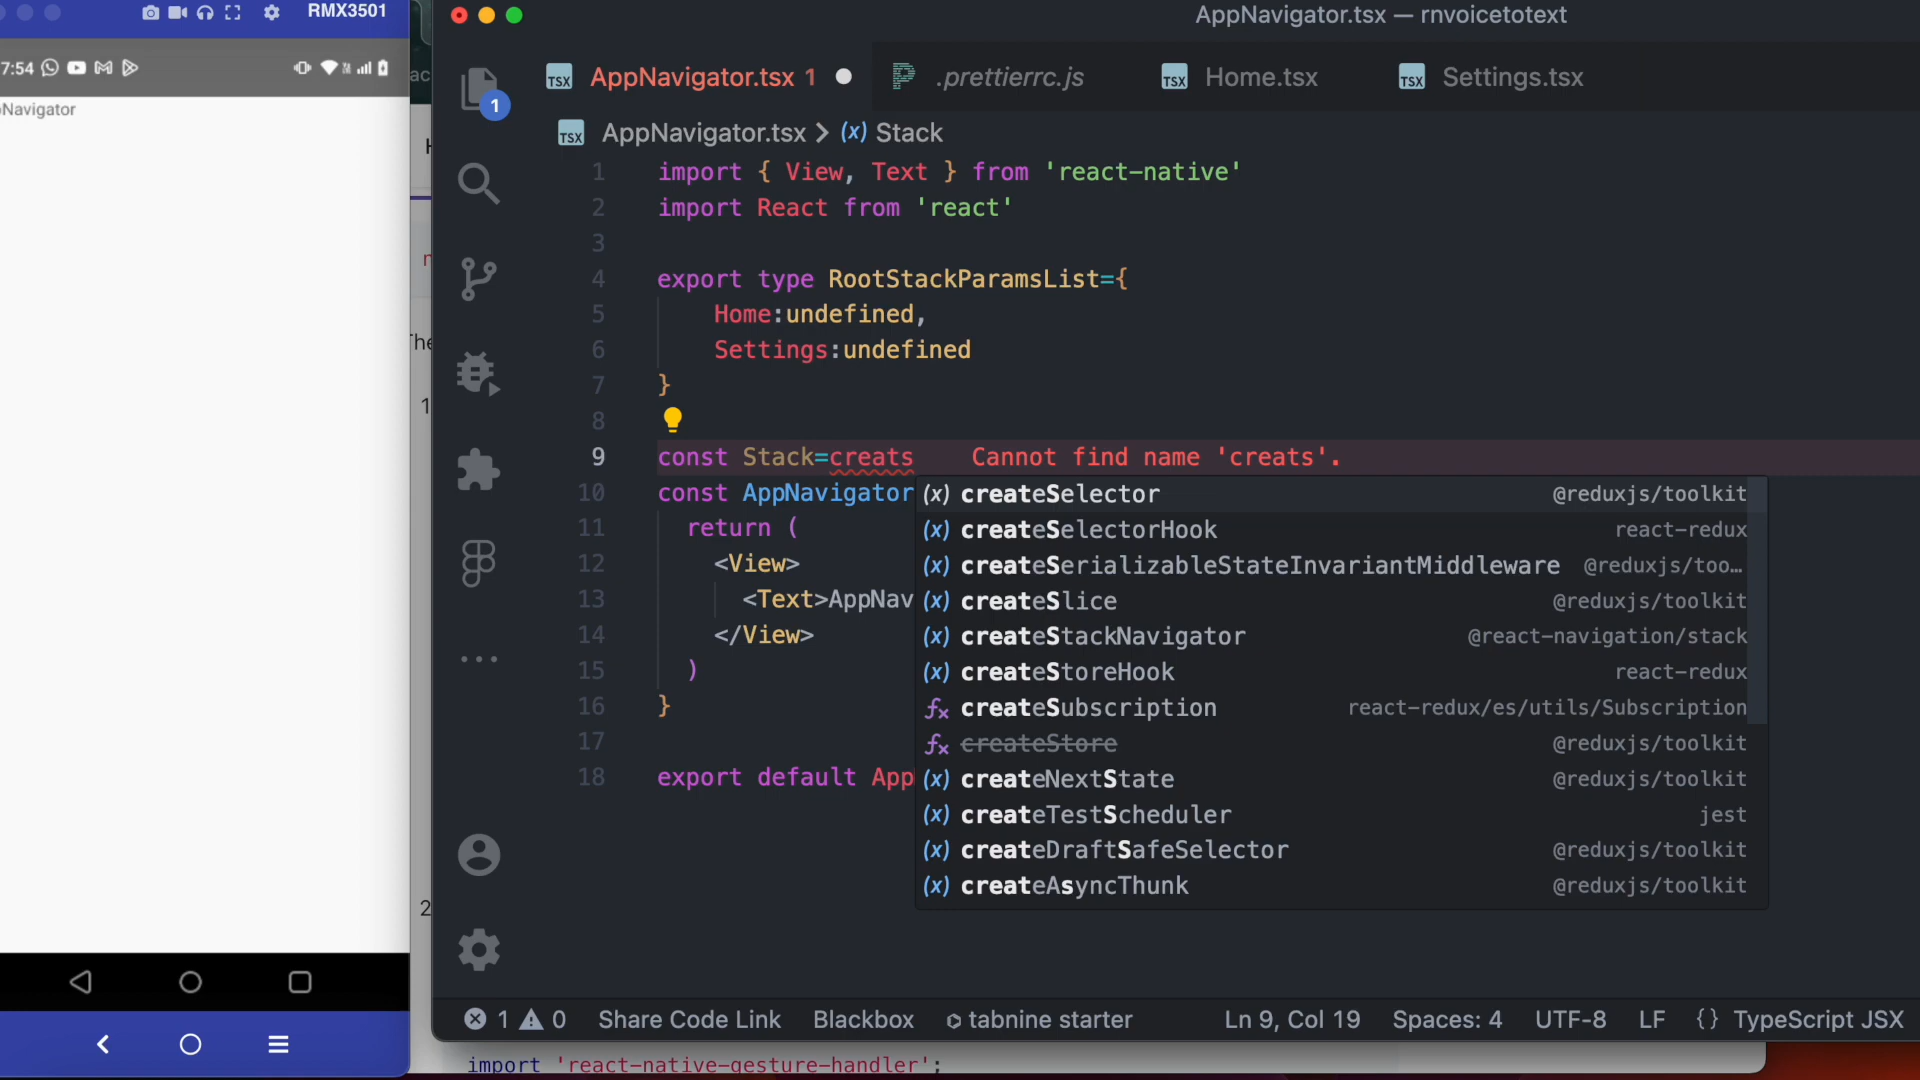 RMX3501
7:54
Navigator
AppNavigator.tsx — rnvoicetotext
AppNavigator.tsx 1
.prettierrc.js
Home.tsx
Settings.tsx
1
AppNavigator.tsx > (x) Stack
1 import { View, Text } from 'react-native'
2 import React from 'react'
3
4 export type RootStackParamsList={
5 Home:undefined,
6 Settings:undefined
7 }
8
9 const Stack=creats Cannot find name 'creats'.
10 const AppNavigator
11 return (
12 <View>
13 <Text>AppNav
14 </View>
15 )
16 }
17
18 export default App
(x) createSelector @reduxjs/toolkit
(x) createSelectorHook react-redux
(x) createSerializableStateInvariantMiddleware @reduxjs/too…
(x) createSlice @reduxjs/toolkit
(x) createStackNavigator @react-navigation/stack
(x) createStoreHook react-redux
fx createSubscription react-redux/es/utils/Subscription
fx createStore @reduxjs/toolkit
(x) createNextState @reduxjs/toolkit
(x) createTestScheduler jest
(x) createDraftSafeSelector @reduxjs/toolkit
(x) createAsyncThunk @reduxjs/toolkit
1 0 Share Code Link Blackbox tabnine starter Ln 9, Col 19 Spaces: 4 UTF-8 LF {} TypeScript JSX
import 'react-native-gesture-handler';